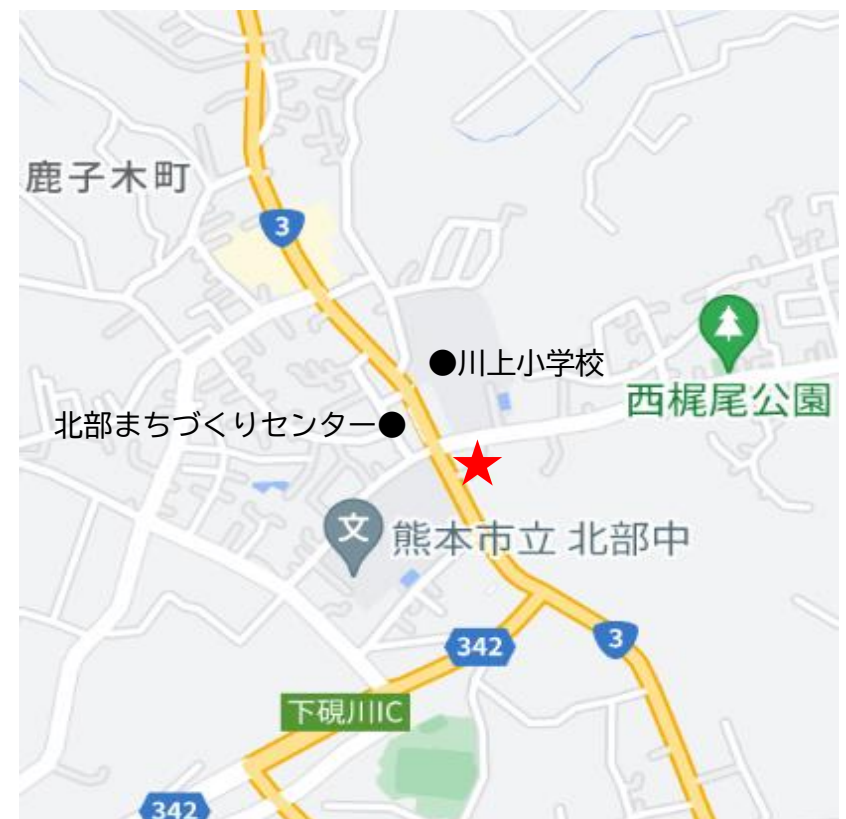 鹿子木町
3
●川上小学校
西梶尾公園
北部まちづくりセンター●
文
熊本市立 北部中
342
3
下硯川IC
342